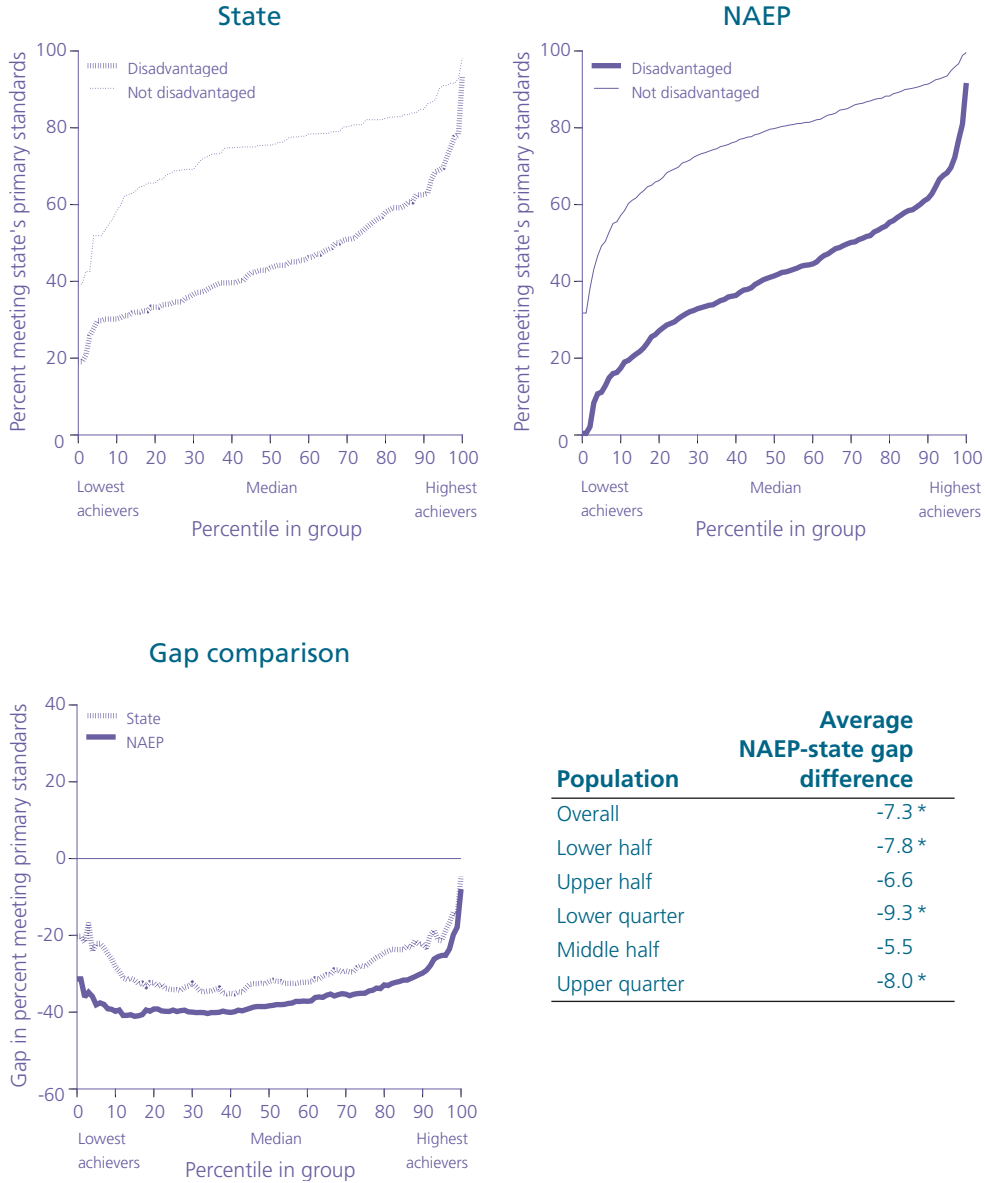 State
Percent meeting state's primary standards
100
80
60
40
20
0
Disadvantaged
Not disadvantaged
0 10 20 30 40 50 60 70 80 90 100
Lowest achievers
Median
Highest achievers
Percentile in group
NAEP
Percent meeting state's primary standards
100
80
60
40
20
0
Disadvantaged
Not disadvantaged
0 10 20 30 40 50 60 70 80 90 100
Lowest achievers
Median
Highest achievers
Percentile in group
Gap comparison
Gap in percent meeting primary standards
40
20
0
-20
-40
-60
State
NAEP
0 10 20 30 40 50 60 70 80 90 100
Lowest achievers
Median
Highest achievers
Percentile in group
Average
NAEP-state gap
Population difference
Overall -7.3 *
Lower half -7.8 *
Upper half -6.6
Lower quarter -9.3 *
Middle half -5.5
Upper quarter -8.0 *